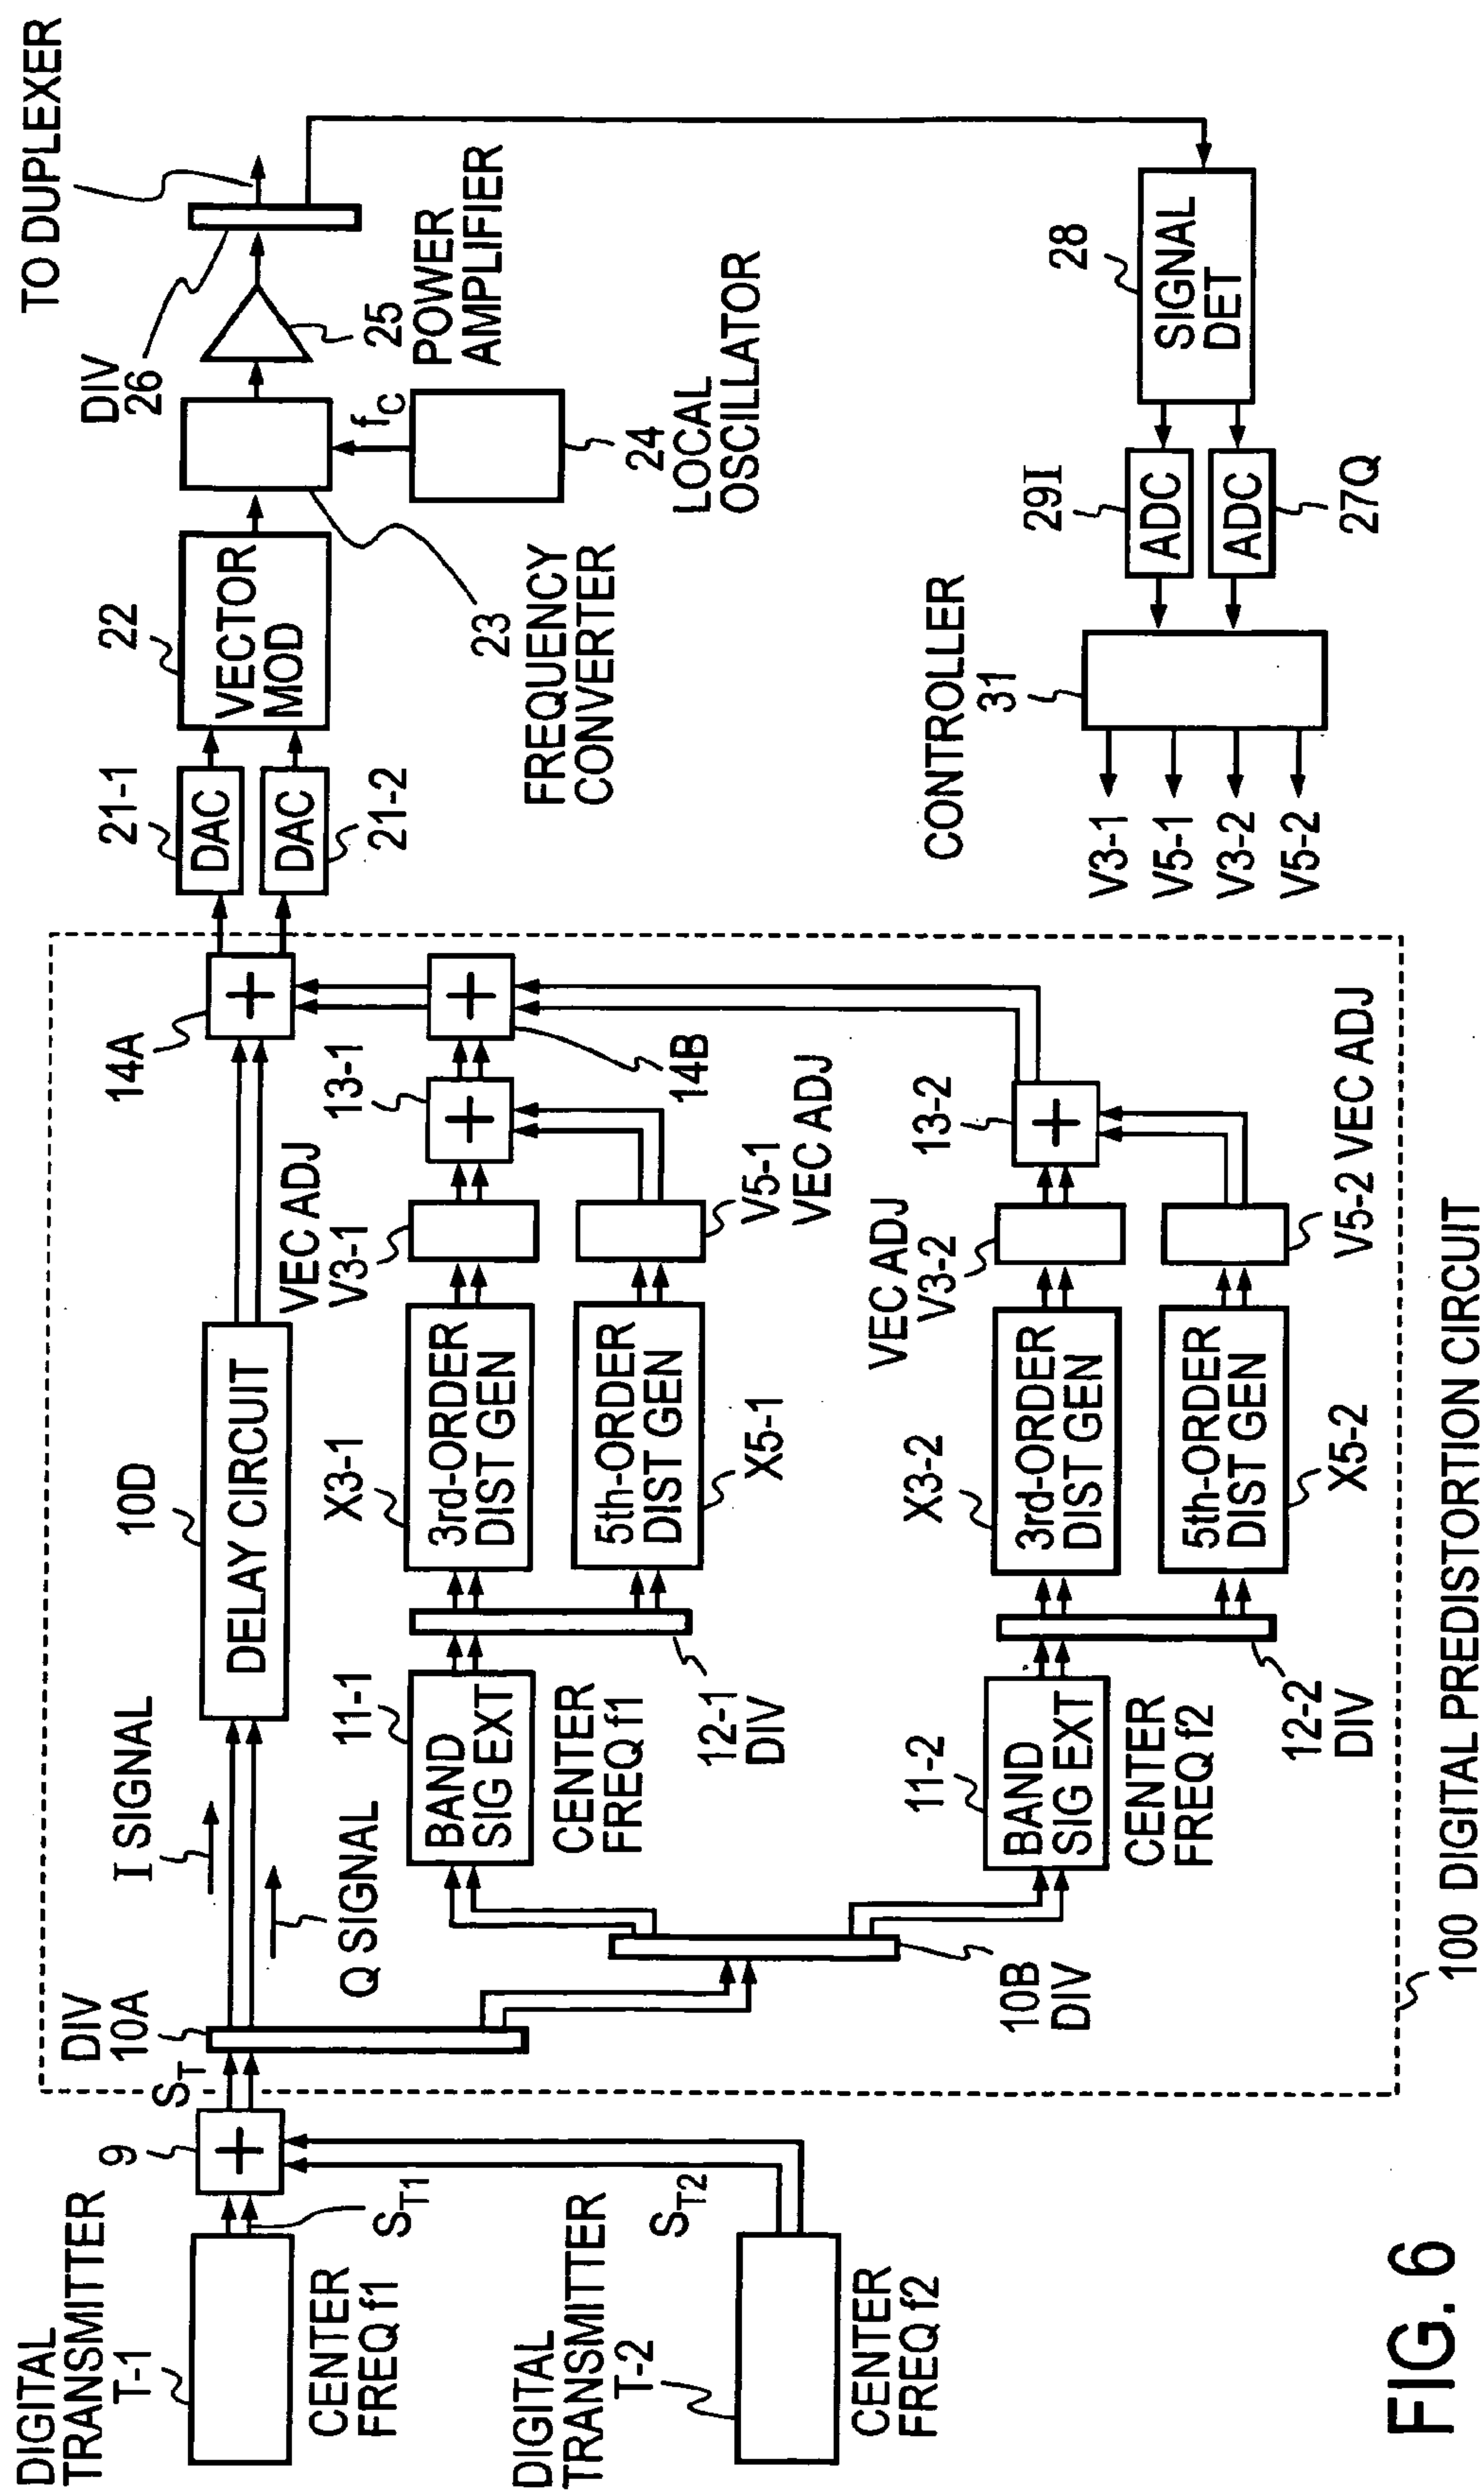 DIGITAL
TRANSMITTER
T-1
CENTER
FREQ f1
S_T1
9
S_T
DIGITAL
TRANSMITTER
T-2
CENTER
FREQ f2
S_T2
DIV
10A
I SIGNAL
Q SIGNAL
10D
DELAY CIRCUIT
10B
DIV
11-1
BAND
SIG EXT
CENTER
FREQ f1
12-1
DIV
X3-1
3rd-ORDER
DIST GEN
5th-ORDER
DIST GEN
X5-1
VEC ADJ
V3-1
V5-1
VEC ADJ
13-1
14A
14B
11-2
BAND
SIG EXT
CENTER
FREQ f2
12-2
DIV
X3-2
3rd-ORDER
DIST GEN
5th-ORDER
DIST GEN
X5-2
VEC ADJ
V3-2
V5-2 VEC ADJ
13-2
100 DIGITAL PREDISTORTION CIRCUIT
21-1
DAC
DAC
21-2
22
VECTOR
MOD
23
FREQUENCY
CONVERTER
fC
24
LOCAL
OSCILLATOR
25
POWER
AMPLIFIER
DIV
26
TO DUPLEXER
28
SIGNAL
DET
29I
ADC
ADC
27Q
CONTROLLER
31
V3-1
V5-1
V3-2
V5-2
FIG. 6